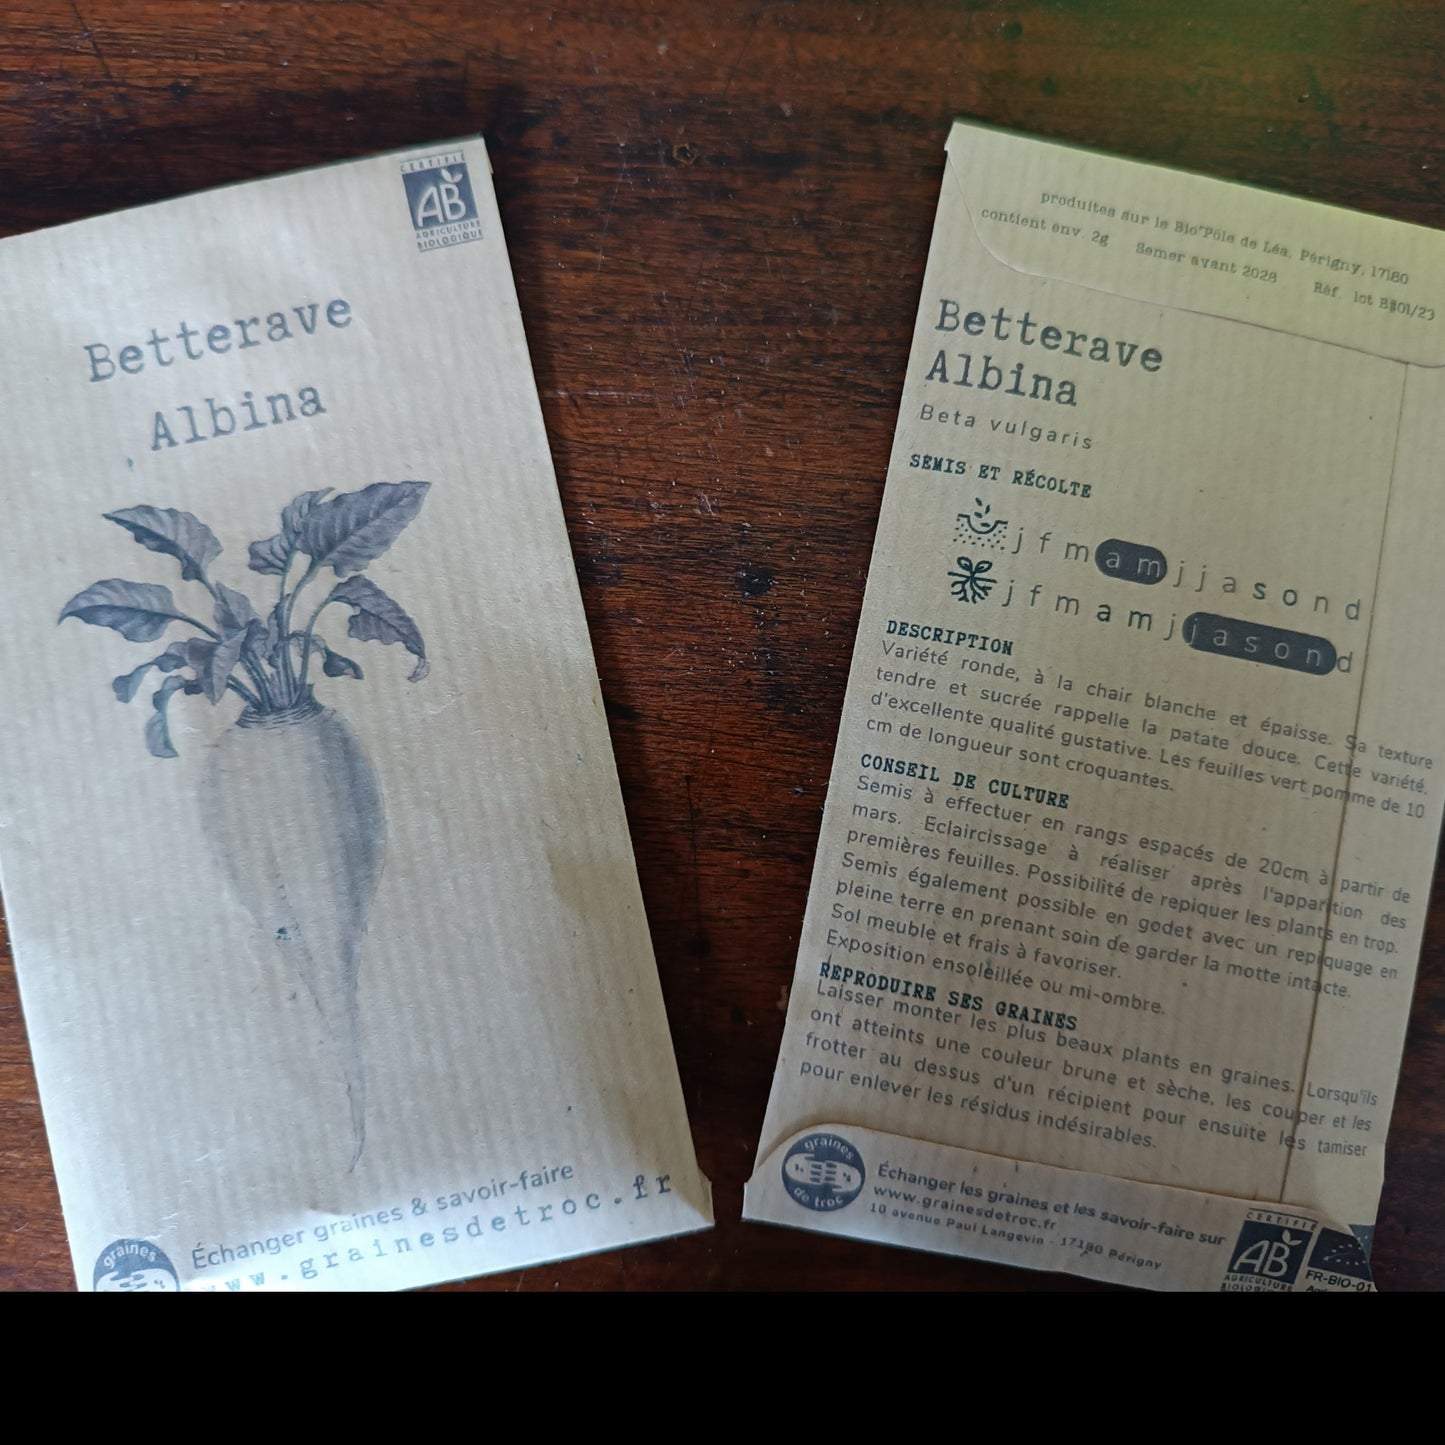 CERTIFIÉ
AB
AGRICULTURE
BIOLOGIQUE
Betterave
Albina
Échanger graines & savoir-faire
www.grainesdetroc.fr
graines
produites sur le Bio'Pôle de Léa, Périgny, 17180
contient env. 2g Semer avant 2028 Réf. lot
Betterave
Albina
Beta vulgaris
SEMIS ET RÉCOLTE
j f m a m j j a s o n d
j f m a m j j a s o n d
DESCRIPTION
Variété ronde, à la chair blanche et épaisse. Sa texture
tendre et sucrée rappelle la patate douce. Cette variété.
d'excellente qualité gustative. Les feuilles vert pomme de 10
cm de longueur sont croquantes.
CONSEIL DE CULTURE
Semis à effectuer en rangs espacés de 20cm à partir de
mars. Eclaircissage à réaliser après l'apparition des
premières feuilles. Possibilité de repiquer les plants en trop.
Semis également possible en godet avec un repiquage en
pleine terre en prenant soin de garder la motte intacte.
Sol meuble et frais à favoriser.
Exposition ensoleillée ou mi-ombre.
REPRODUIRE SES GRAINES
Laisser monter les plus beaux plants en graines. Lorsqu'ils
ont atteints une couleur brune et sèche, les couper et les
frotter au dessus d'un récipient pour ensuite les tamiser
pour enlever les résidus indésirables.
graines
de troc
Échanger les graines et les savoir-faire sur
www.grainesdetroc.fr
10 avenue Paul Langevin - 17180 Périgny
CERTIFIÉ
AB
AGRICULTURE
BIOLOGIQUE
FR-BIO-01